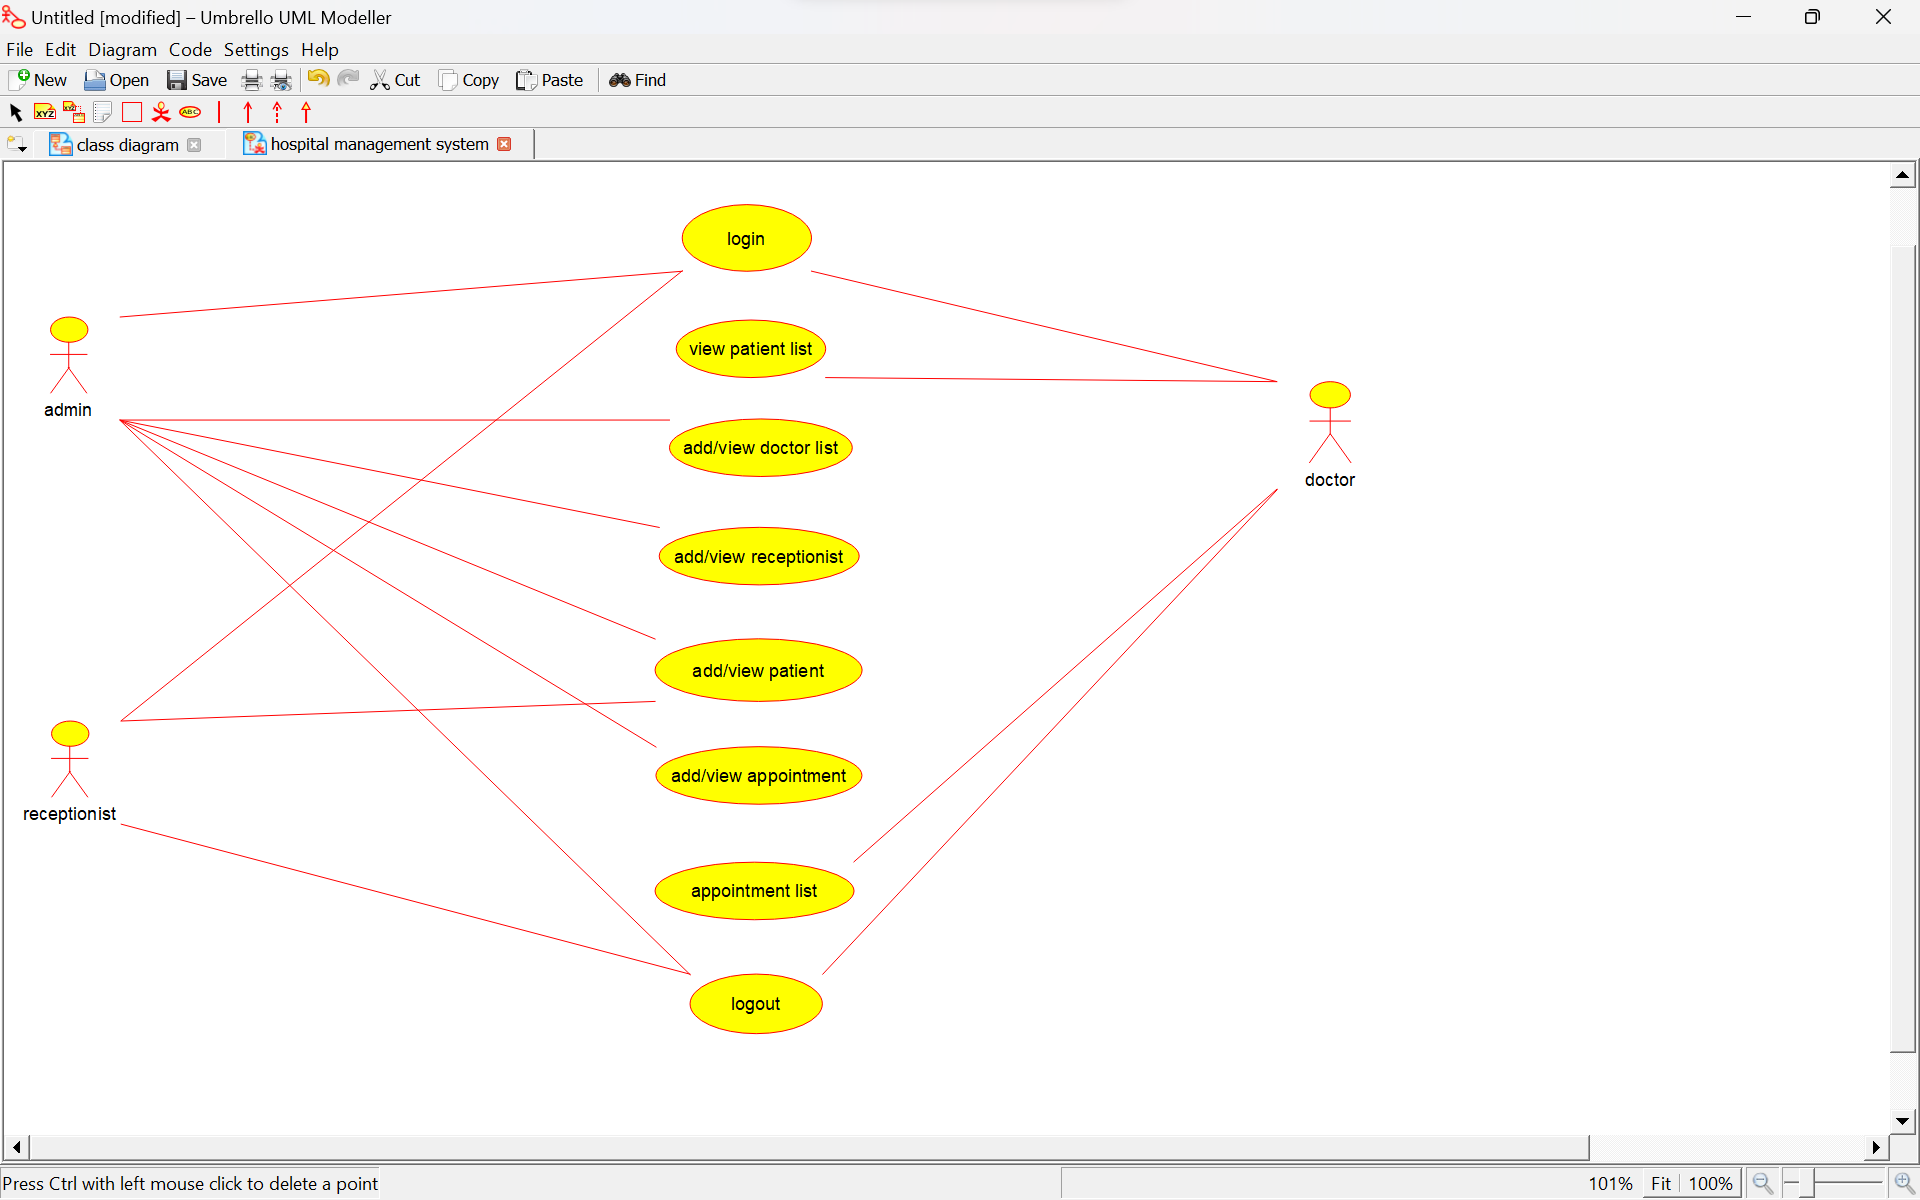 Untitled [modified] – Umbrello UML Modeller
File Edit Diagram Code Settings Help
New Open Save Cut Copy Paste Find
XYZ XYZ ABC
class diagram hospital management system
login
view patient list
admin
add/view doctor list
doctor
add/view receptionist
add/view patient
add/view appointment
receptionist
appointment list
logout
Press Ctrl with left mouse click to delete a point 101% Fit 100%